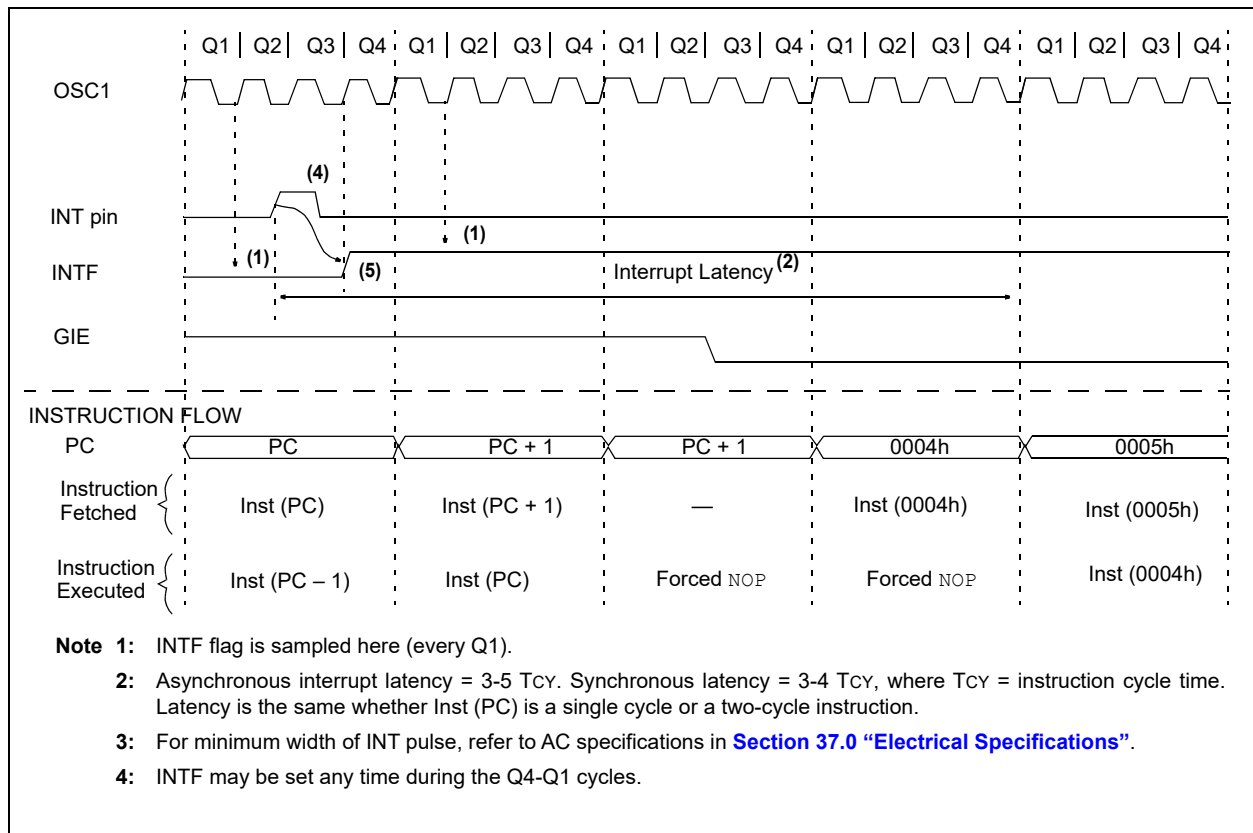 Q1 Q2 Q3 Q4 Q1 Q2 Q3 Q4 Q1 Q2 Q3 Q4 Q1 Q2 Q3 Q4 Q1 Q2 Q3 Q4
OSC1
(4)
INT pin
(1)
(1)
INTF
(5)
Interrupt Latency(2)
GIE
INSTRUCTION FLOW
PC
PC
PC + 1
PC + 1
0004h
0005h
Instruction
Fetched
Inst (PC)
Inst (PC + 1)
—
Inst (0004h)
Inst (0005h)
Instruction
Executed
Inst (PC – 1)
Inst (PC)
Forced NOP
Forced NOP
Inst (0004h)
Note 1: INTF flag is sampled here (every Q1).
2: Asynchronous interrupt latency = 3-5 TCY. Synchronous latency = 3-4 TCY, where TCY = instruction cycle time.
Latency is the same whether Inst (PC) is a single cycle or a two-cycle instruction.
3: For minimum width of INT pulse, refer to AC specifications in Section 37.0 “Electrical Specifications”.
4: INTF may be set any time during the Q4-Q1 cycles.